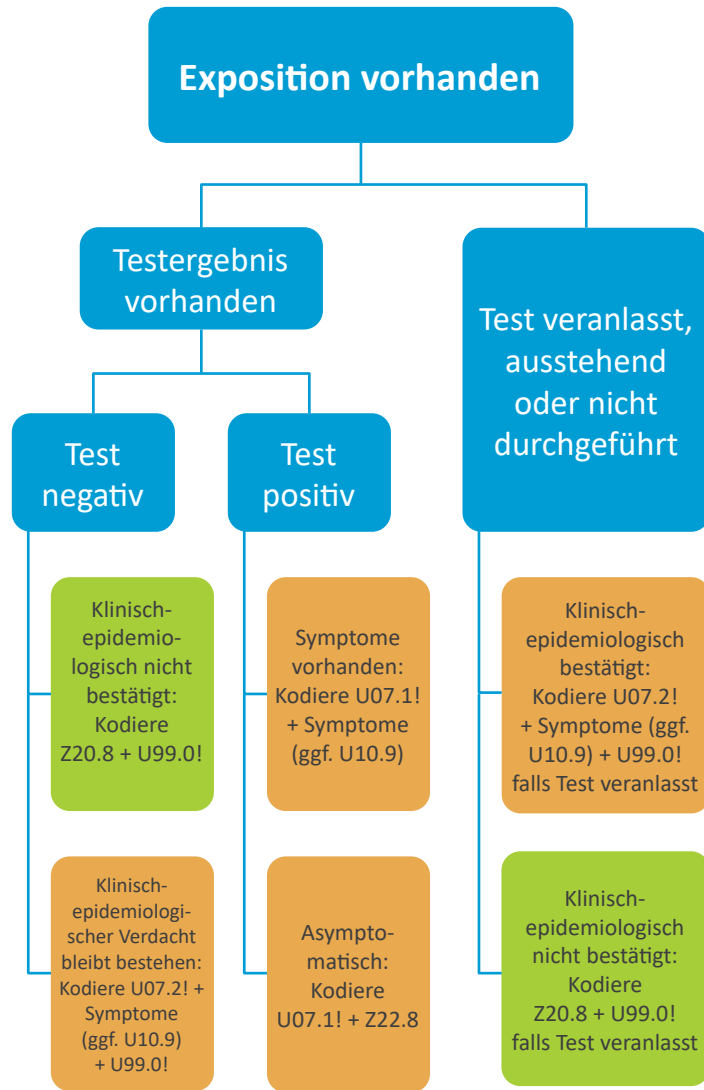 Exposition vorhanden
Testergebnis
vorhanden
Test veranlasst,
ausstehend
oder nicht
durchgeführt
Test
negativ
Test
positiv
Klinisch-
epidemio-
logisch nicht
bestätigt:
Kodiere
Z20.8 + U99.0!
Symptome
vorhanden:
Kodiere U07.1!
+ Symptome
(ggf. U10.9)
Klinisch-
epidemiologisch
bestätigt:
Kodiere U07.2!
+ Symptome (ggf.
U10.9) + U99.0!
falls Test veranlasst
Klinisch-
epidemiologi-
scher Verdacht
bleibt bestehen:
Kodiere U07.2! +
Symptome
(ggf. U10.9)
+ U99.0!
Asympto-
matisch:
Kodiere
U07.1! + Z22.8
Klinisch-
epidemiologisch
nicht bestätigt:
Kodiere
Z20.8 + U99.0!
falls Test veranlasst